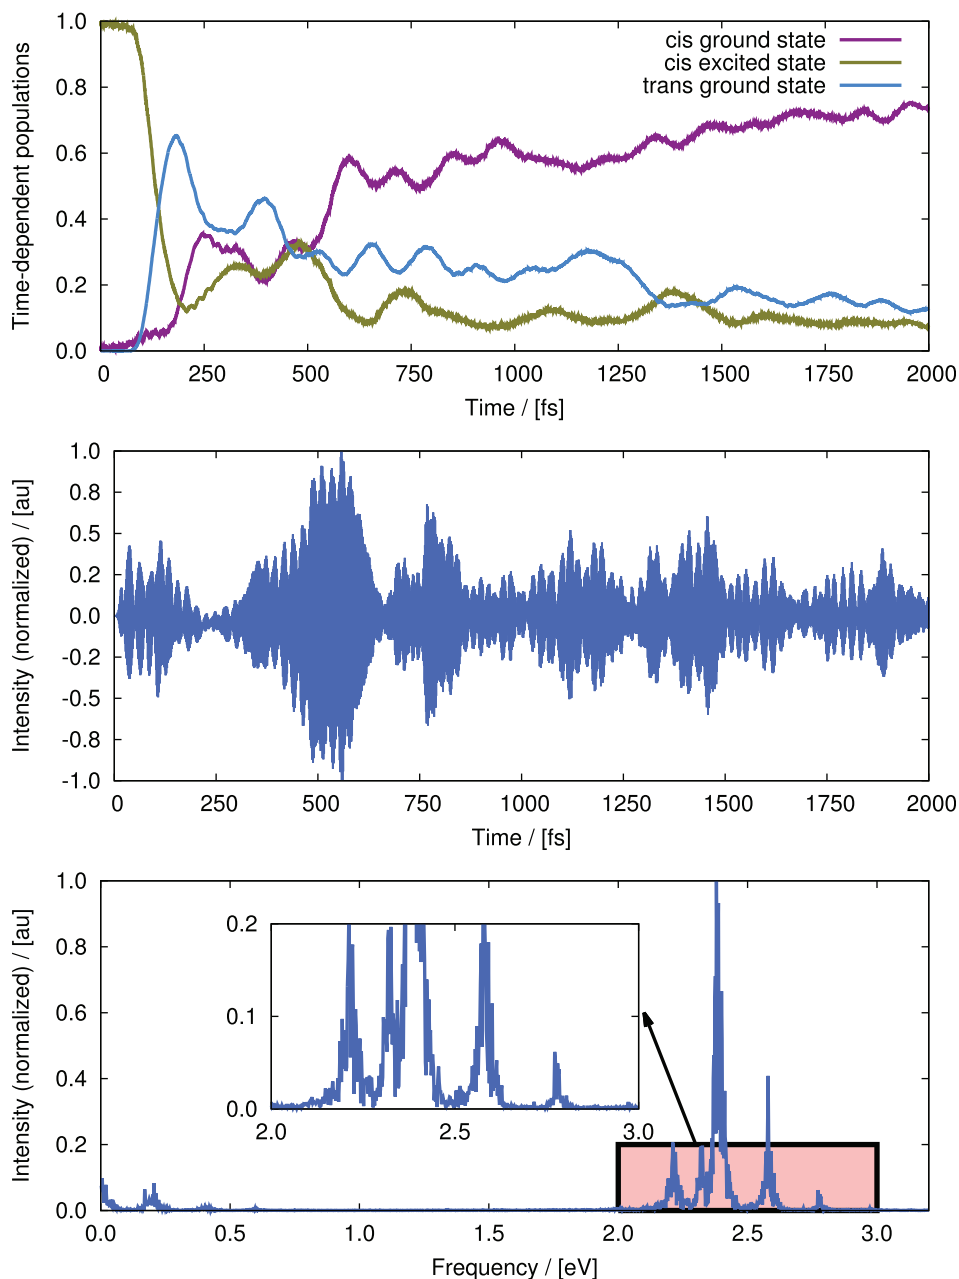 Time-dependent populations
1.0
0.8
0.6
0.4
0.2
0.0
cis ground state
cis excited state
trans ground state
0 250 500 750 1000 1250 1500 1750 2000
Time / [fs]
Intensity (normalized) / [au]
1.0
0.8
0.5
0.2
0.0
-0.2
-0.5
-0.8
-1.0
0 250 500 750 1000 1250 1500 1750 2000
Time / [fs]
Intensity (normalized) / [au]
1.0
0.8
0.6
0.4
0.2
0.0
0.2
0.1
0.0
2.0 2.5 3.0
0.0 0.5 1.0 1.5 2.0 2.5 3.0
Frequency / [eV]